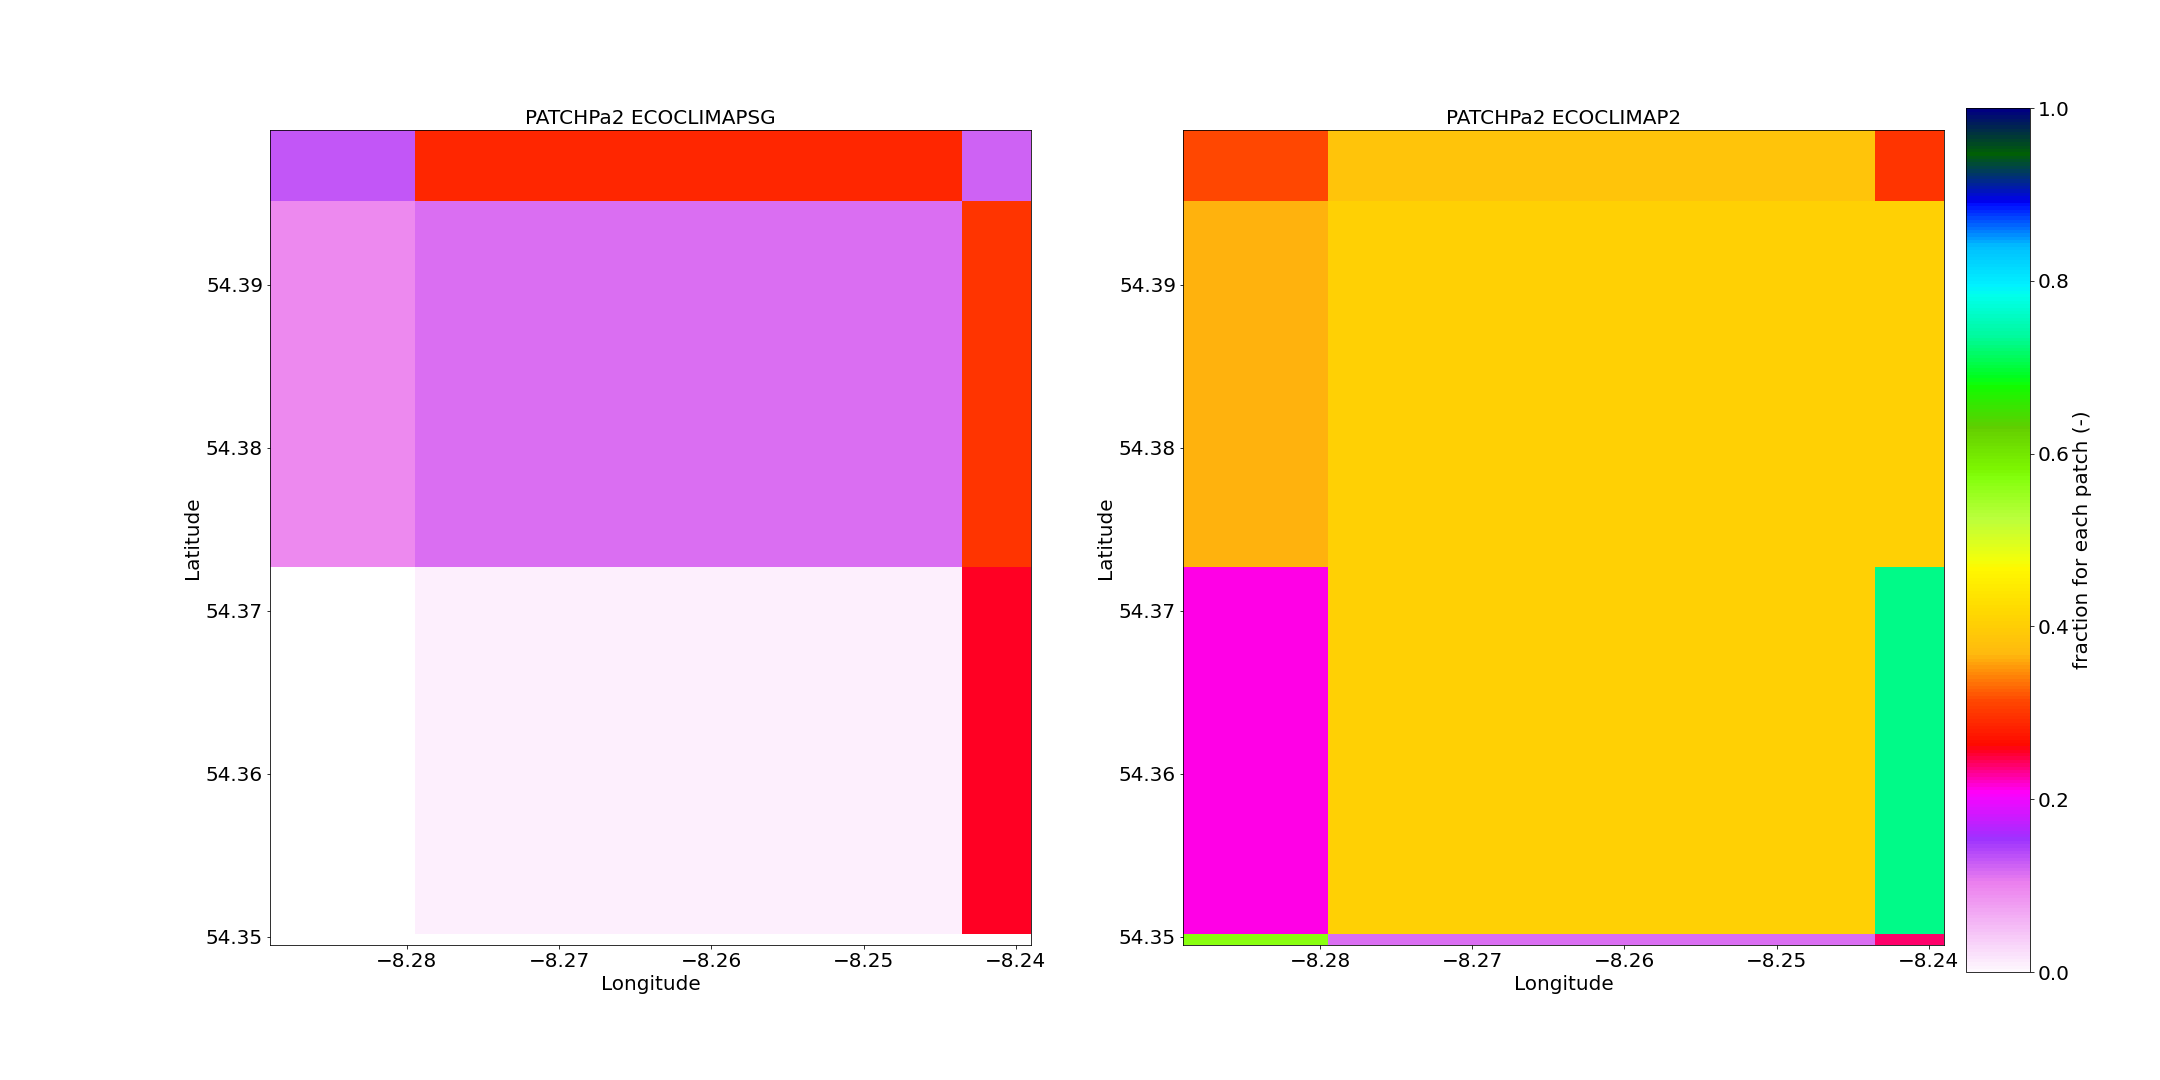 PATCHPa2 ECOCLIMAPSG
Latitude
54.39
54.38
54.37
54.36
54.35
−8.28 −8.27 −8.26 −8.25 −8.24
Longitude
PATCHPa2 ECOCLIMAP2
Latitude
54.39
54.38
54.37
54.36
54.35
−8.28 −8.27 −8.26 −8.25 −8.24
Longitude
1.0
0.8
0.6
0.4
0.2
0.0
fraction for each patch (-)